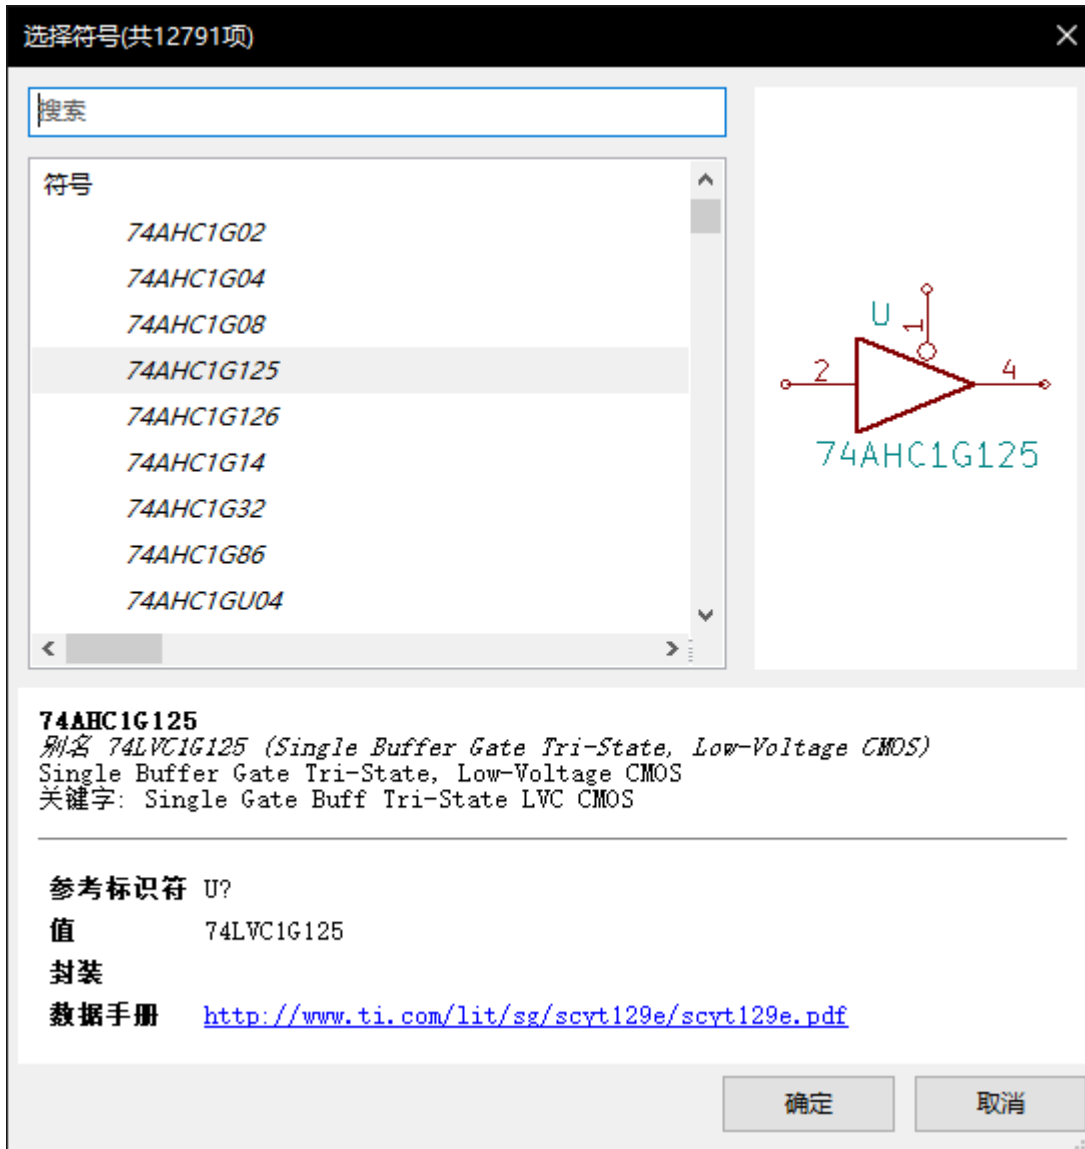 选择符号(共12791项)
搜索
符号
74AHC1G02
74AHC1G04
74AHC1G08
74AHC1G125
74AHC1G126
74AHC1G14
74AHC1G32
74AHC1G86
74AHC1GU04
U
1
2
4
74AHC1G125
74AHC1G125
别名 74LVC1G125 (Single Buffer Gate Tri-State, Low-Voltage CMOS)
Single Buffer Gate Tri-State, Low-Voltage CMOS
关键字: Single Gate Buff Tri-State LVC CMOS
参考标识符 U?
值 74LVC1G125
封装
数据手册 http://www.ti.com/lit/sg/scyt129e/scyt129e.pdf
确定 取消